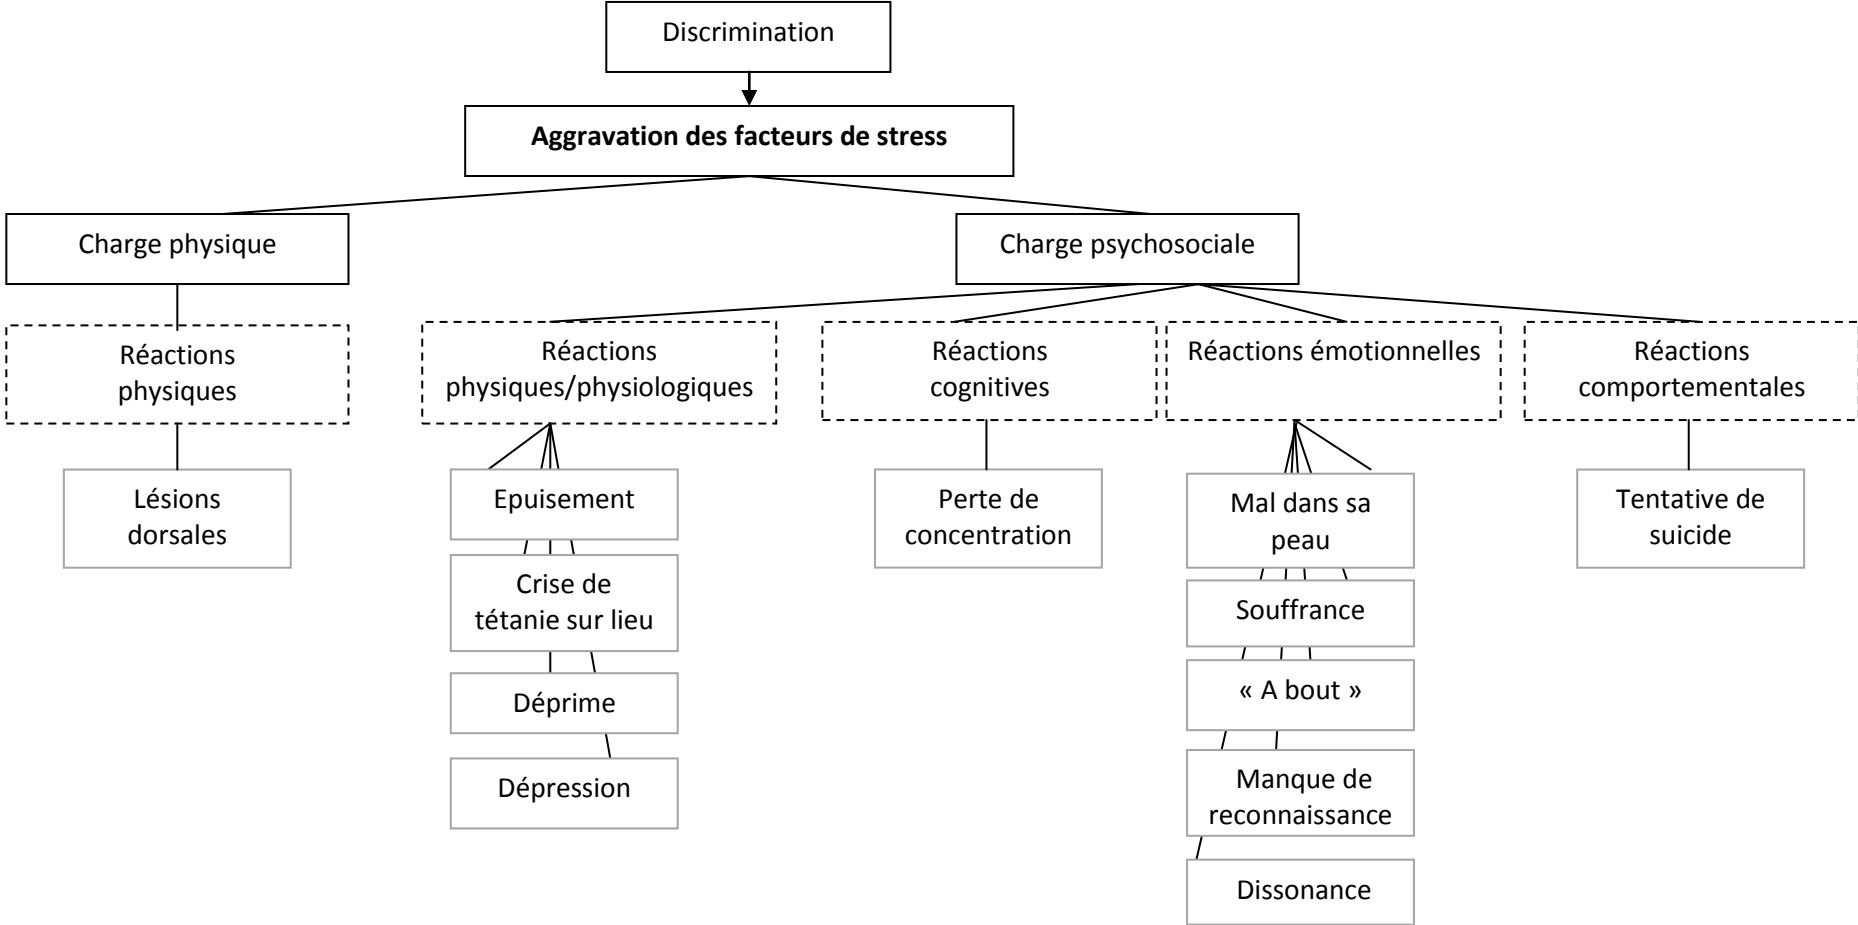 Discrimination
Aggravation des facteurs de stress
Charge physique
Charge psychosociale
Réactions
physiques
Réactions
physiques/physiologiques
Réactions
cognitives
Réactions émotionnelles
Réactions
comportementales
Lésions
dorsales
Epuisement
Crise de
tétanie sur lieu
Déprime
Dépression
Perte de
concentration
Mal dans sa
peau
Souffrance
« A bout »
Manque de
reconnaissance
Dissonance
Tentative de
suicide